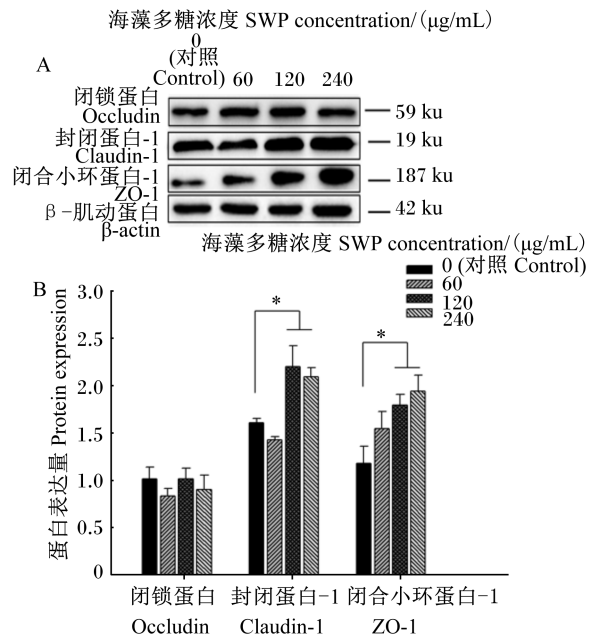 海藻多糖浓度 SWP concentration/(μg/mL)
A
0
(对照
Control) 60 120 240
闭锁蛋白
Occludin
59 ku
封闭蛋白-1
Claudin-1
19 ku
闭合小环蛋白-1
ZO-1
187 ku
β-肌动蛋白
β-actin
42 ku
海藻多糖浓度 SWP concentration/(μg/mL)
0 (对照 Control)
60
120
240
B
蛋白表达量 Protein expression
3.0
2.5
2.0
1.5
1.0
0.5
0
*
*
闭锁蛋白 封闭蛋白-1 闭合小环蛋白-1
Occludin Claudin-1 ZO-1